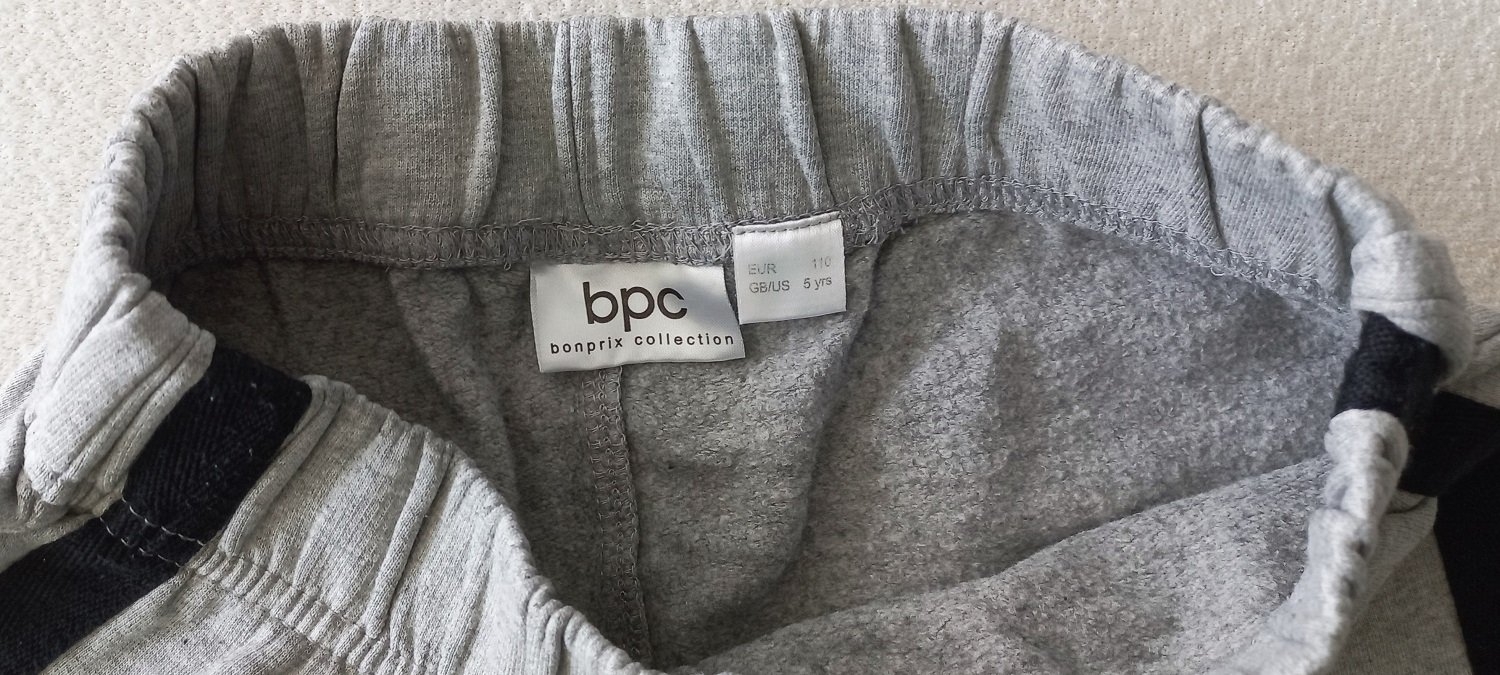 bpc
bonprix collection
EUR 110
GB/US 5 yrs